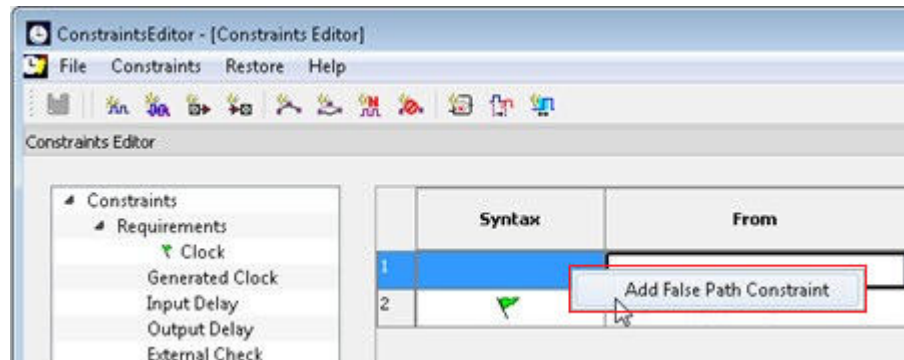 ConstraintsEditor - [Constraints Editor]
File Constraints Restore Help
Constraints Editor
Constraints
Requirements
Clock
Generated Clock
Input Delay
Output Delay
External Check
Syntax From
1
Add False Path Constraint
2